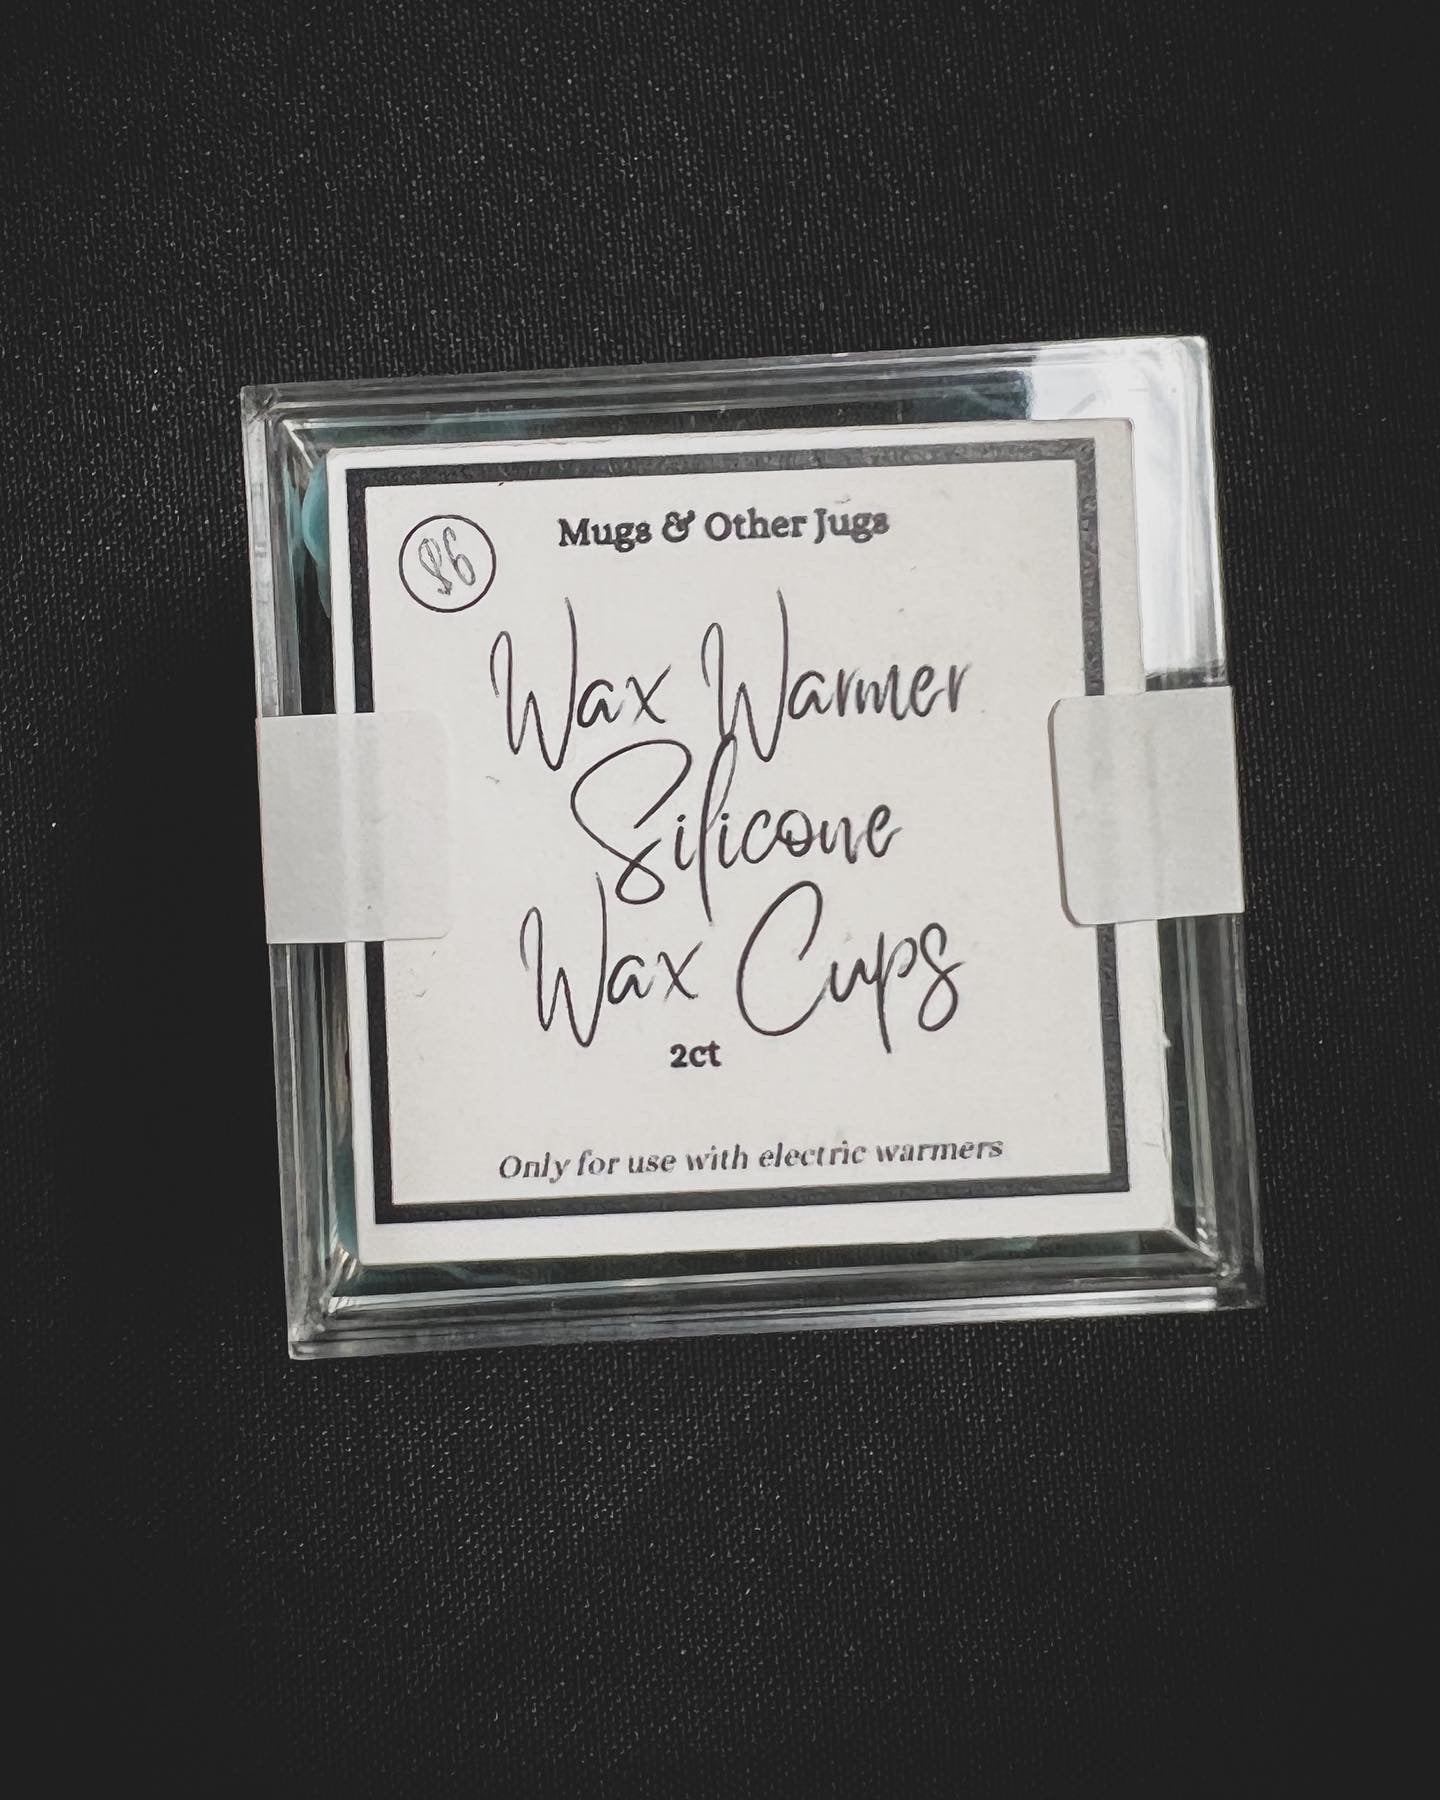 $6
Mugs & Other Jugs
Wax Warmer
Silicone
Wax Cups
2ct
Only for use with electric warmers